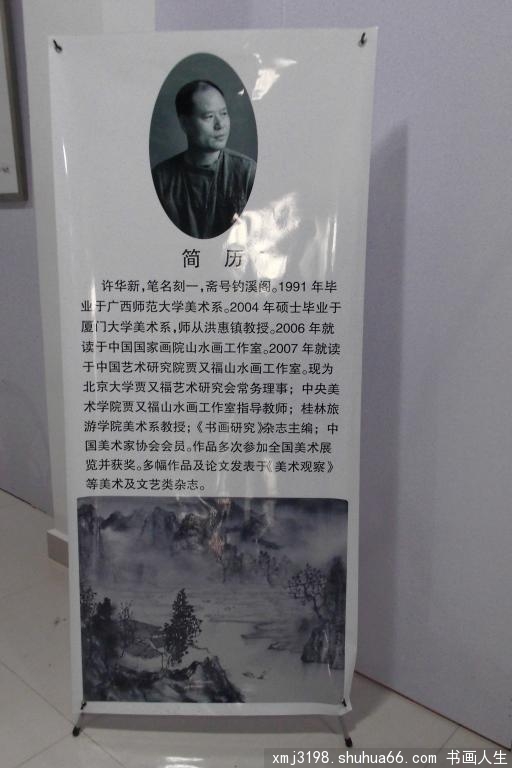 简 历
许华新,笔名刻一,斋号钓溪阁。1991 年毕
业于广西师范大学美术系。2004 年硕士毕业于
厦门大学美术系,师从洪惠镇教授。2006 年就
读于中国国家画院山水画工作室。2007 年就读
于中国艺术研究院贾又福山水画工作室。现为
北京大学贾又福艺术研究会常务理事；中央美
术学院贾又福山水画工作室指导教师；桂林旅
游学院美术系教授；《书画研究》杂志主编；中
国美术家协会会员。作品多次参加全国美术展
览并获奖。多幅作品及论文发表于《美术观察》
等美术及文艺类杂志。
xmj3198.shuhua66.com 书画人生